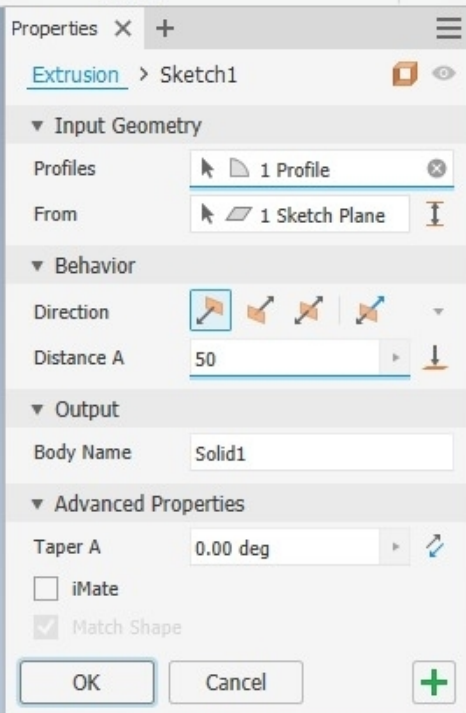 Properties
Extrusion > Sketch1
Input Geometry
Profiles 1 Profile
From 1 Sketch Plane
Behavior
Direction
Distance A 50
Output
Body Name Solid1
Advanced Properties
Taper A 0.00 deg
iMate
Match Shape
OK Cancel